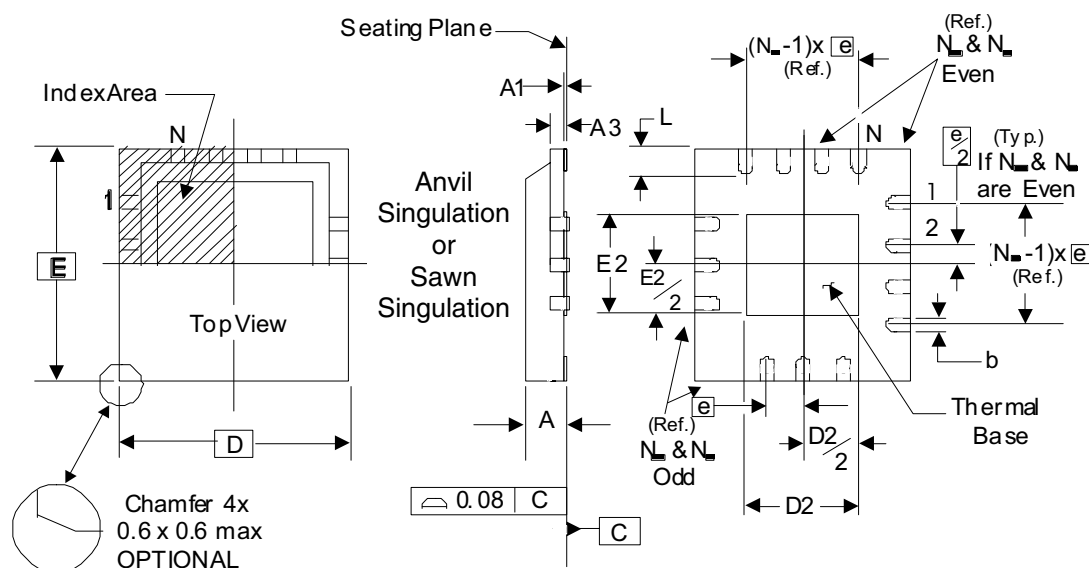 Seating Plane
Index Area
N
1
E
Top View
D
Chamfer 4x
0.6 x 0.6 max
OPTIONAL
A1
A3
L
Anvil
Singulation
or
Sawn
Singulation
A
0.08 C
C
(N -1)x e
(Ref.)
(Ref.)
N & N
Even
N
e/2
(Typ.)
If N & N
are Even
1
2
(N -1)x e
(Ref.)
E2
E2/2
b
Thermal
Base
e
(Ref.)
N & N
Odd
D2/2
D2